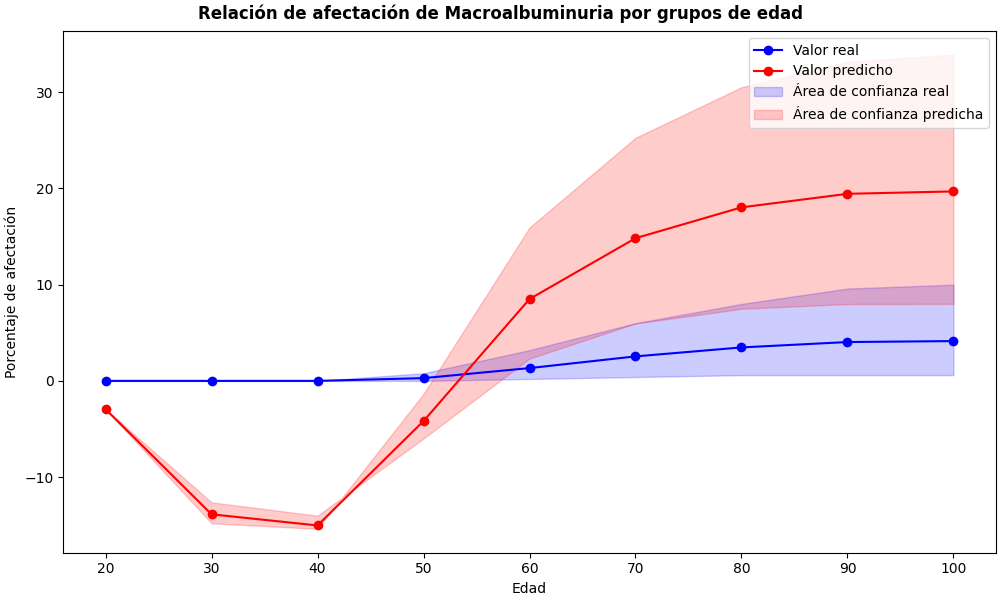 Relación de afectación de Macroalbuminuria por grupos de edad
Valor real
Valor predicho
Área de confianza real
Área de confianza predicha
Porcentaje de afectación
30
20
10
0
−10
20 30 40 50 60 70 80 90 100
Edad